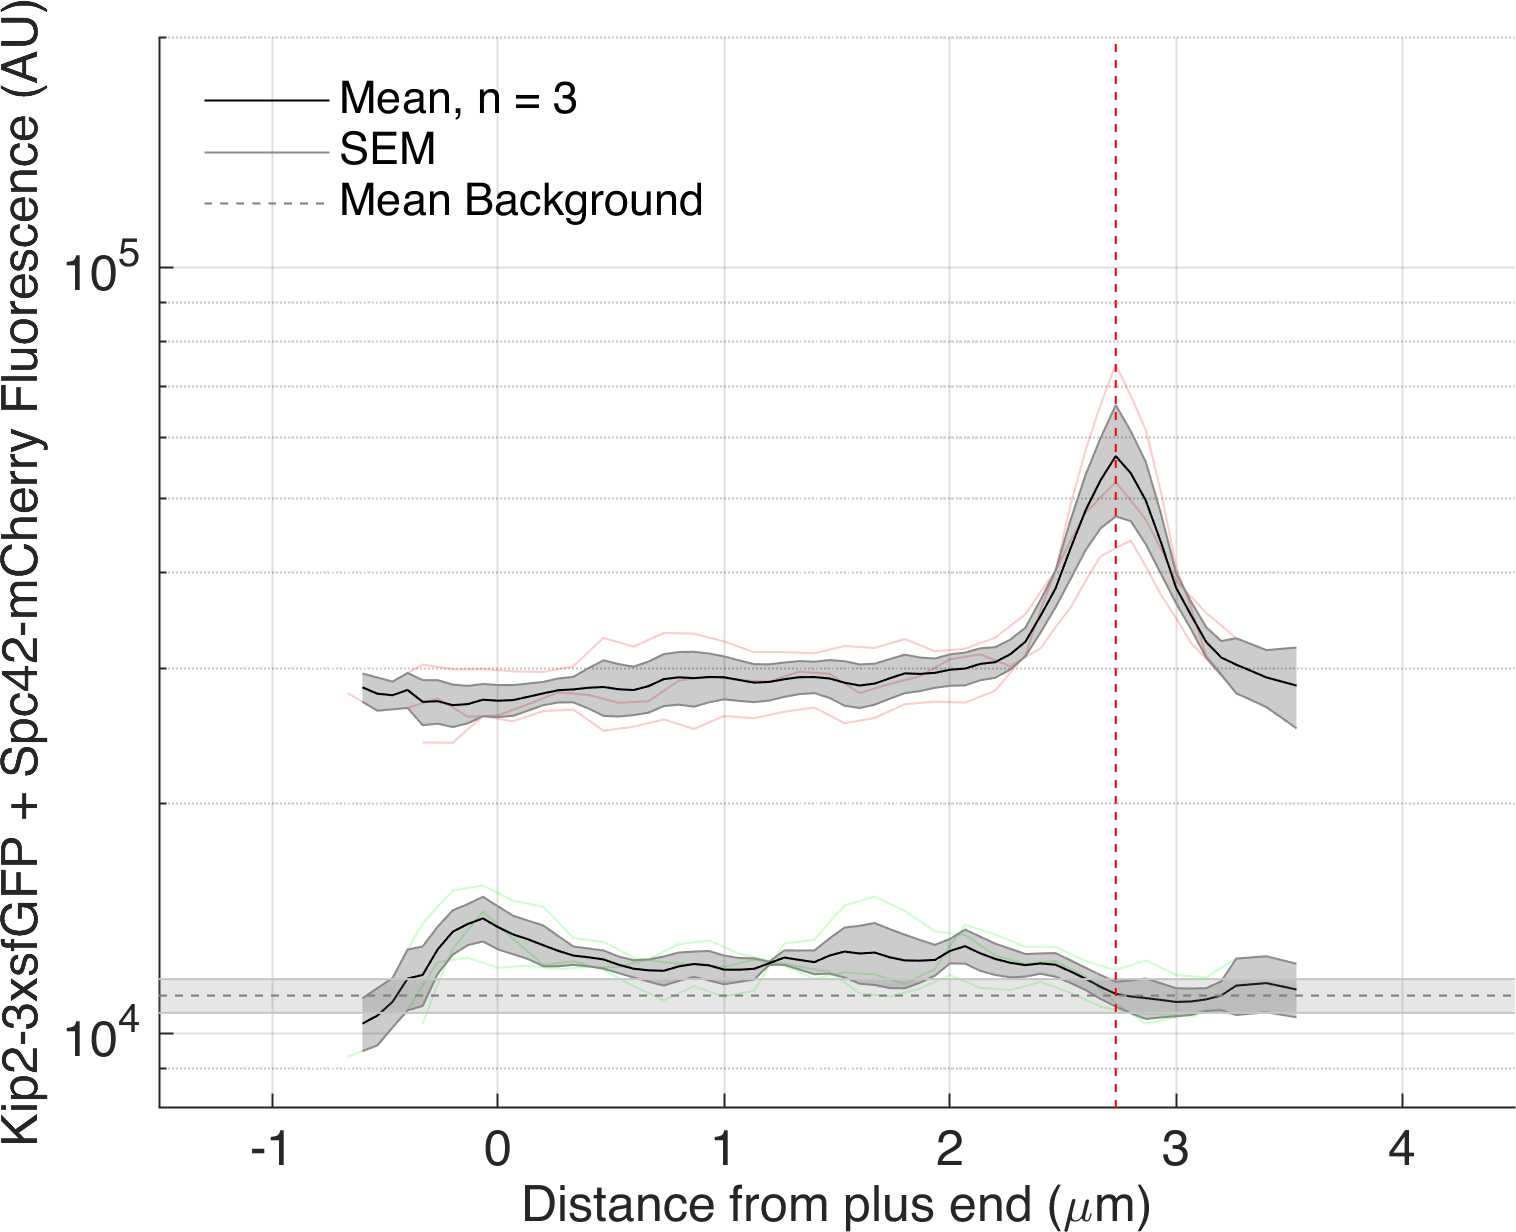 Kip2-3xsfGFP + Spc42-mCherry Fluorescence (AU)
Mean, n = 3
SEM
Mean Background
10^5
10^4
-1 0 1 2 3 4
Distance from plus end (μm)